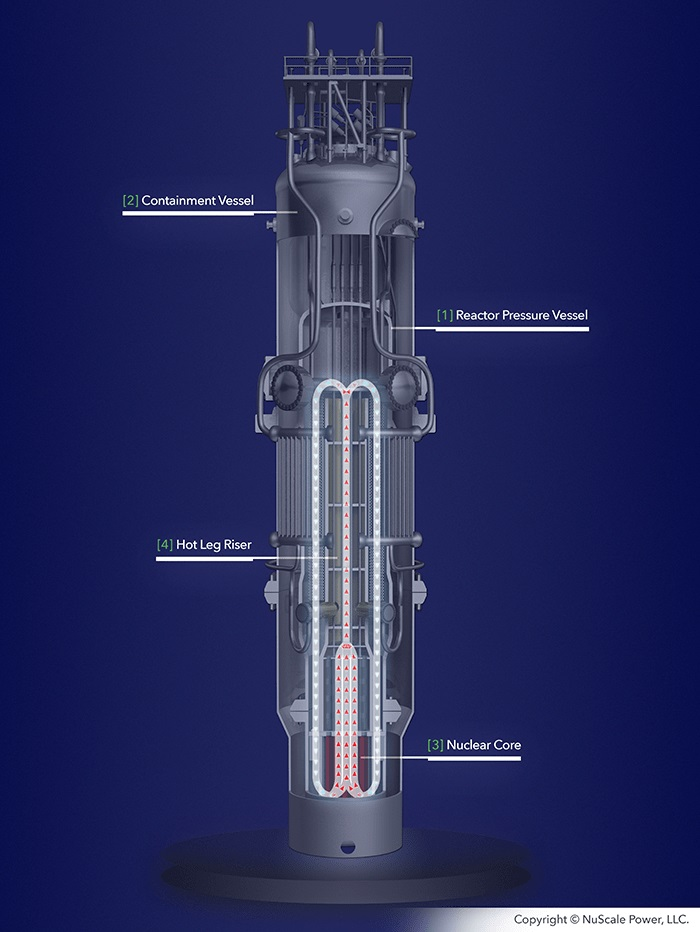 [2] Containment Vessel
[1] Reactor Pressure Vessel
[4] Hot Leg Riser
[3] Nuclear Core
Copyright © NuScale Power, LLC.